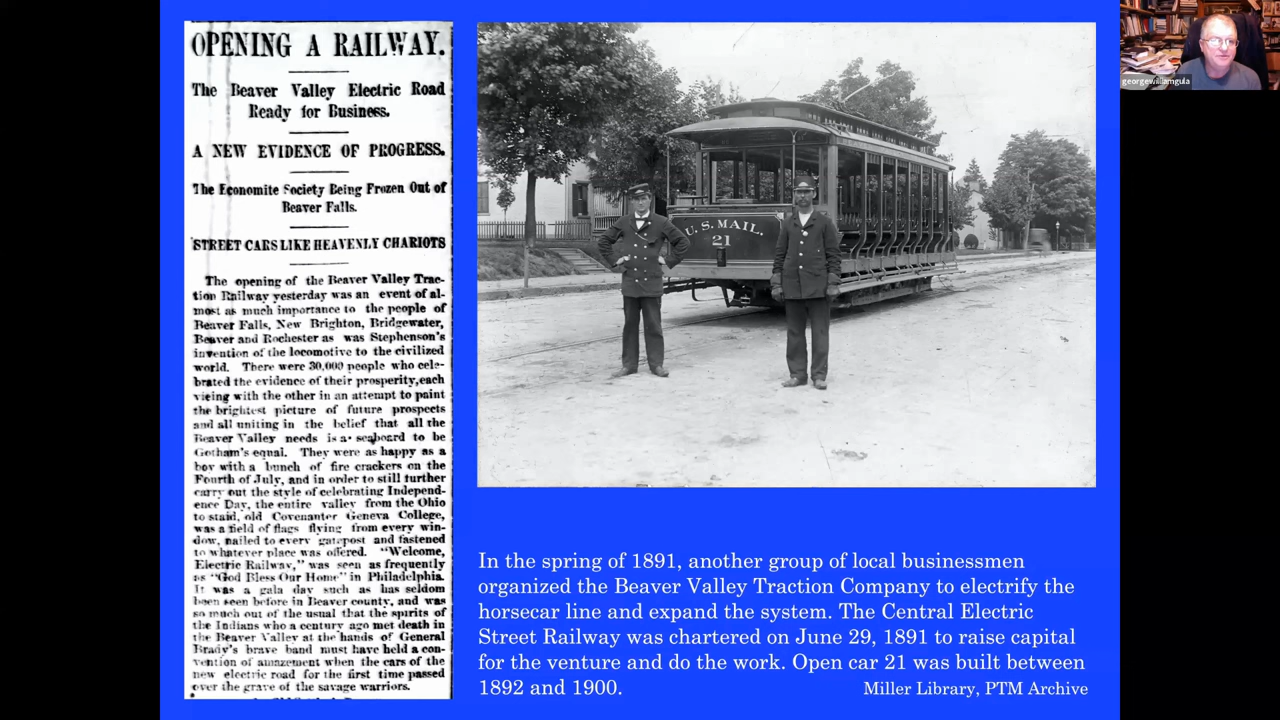 OPENING A RAILWAY.
The Beaver Valley Electric Road
Ready for Business.
A NEW EVIDENCE OF PROGRESS.
The Economite Society Being Frozen Out of
Beaver Falls.
STREET CARS LIKE HEAVENLY CHARIOTS
The opening of the Beaver Valley Trac-
tion Railway yesterday was an event of al-
most as much importance to the people of
Beaver Falls, New Brighton, Bridgewater,
Beaver and Rochester as was Stephenson's
invention of the locomotive to the civilized
world. There were 30,000 people who cele-
brated the evidence of their prosperity, each
vieing with the other in an attempt to paint
the brightest picture of future prospects
and all uniting in the belief that all the
Beaver Valley needs is a seaboard to be
Gotham's equal. They were as happy as a
boy with a bunch of fire crackers on the
Fourth of July, and in order to still further
carry out the style of celebrating Independ-
ence Day, the entire valley from the Ohio
to staid, old Covenanter Geneva College,
was a field of flags flying from every win-
dow, nailed to every gatepost and fastened
to whatever place was offered. "Welcome,
Electric Railway," was seen as frequently
as "God Bless Our Home" in Philadelphia.
It was a gala day such as has seldom
been seen before in Beaver county, and was
so much out of the usual that the spirits of
the Indians who a century ago met death in
the Beaver Valley at the hands of General
Brady's brave band must have held a con-
vention of amazement when the cars of the
new electric road for the first time passed
over the grave of the savage warriors.
U.S. MAIL.
21
In the spring of 1891, another group of local businessmen
organized the Beaver Valley Traction Company to electrify the
horsecar line and expand the system. The Central Electric
Street Railway was chartered on June 29, 1891 to raise capital
for the venture and do the work. Open car 21 was built between
1892 and 1900.
Miller Library, PTM Archive
georgewilliamgula